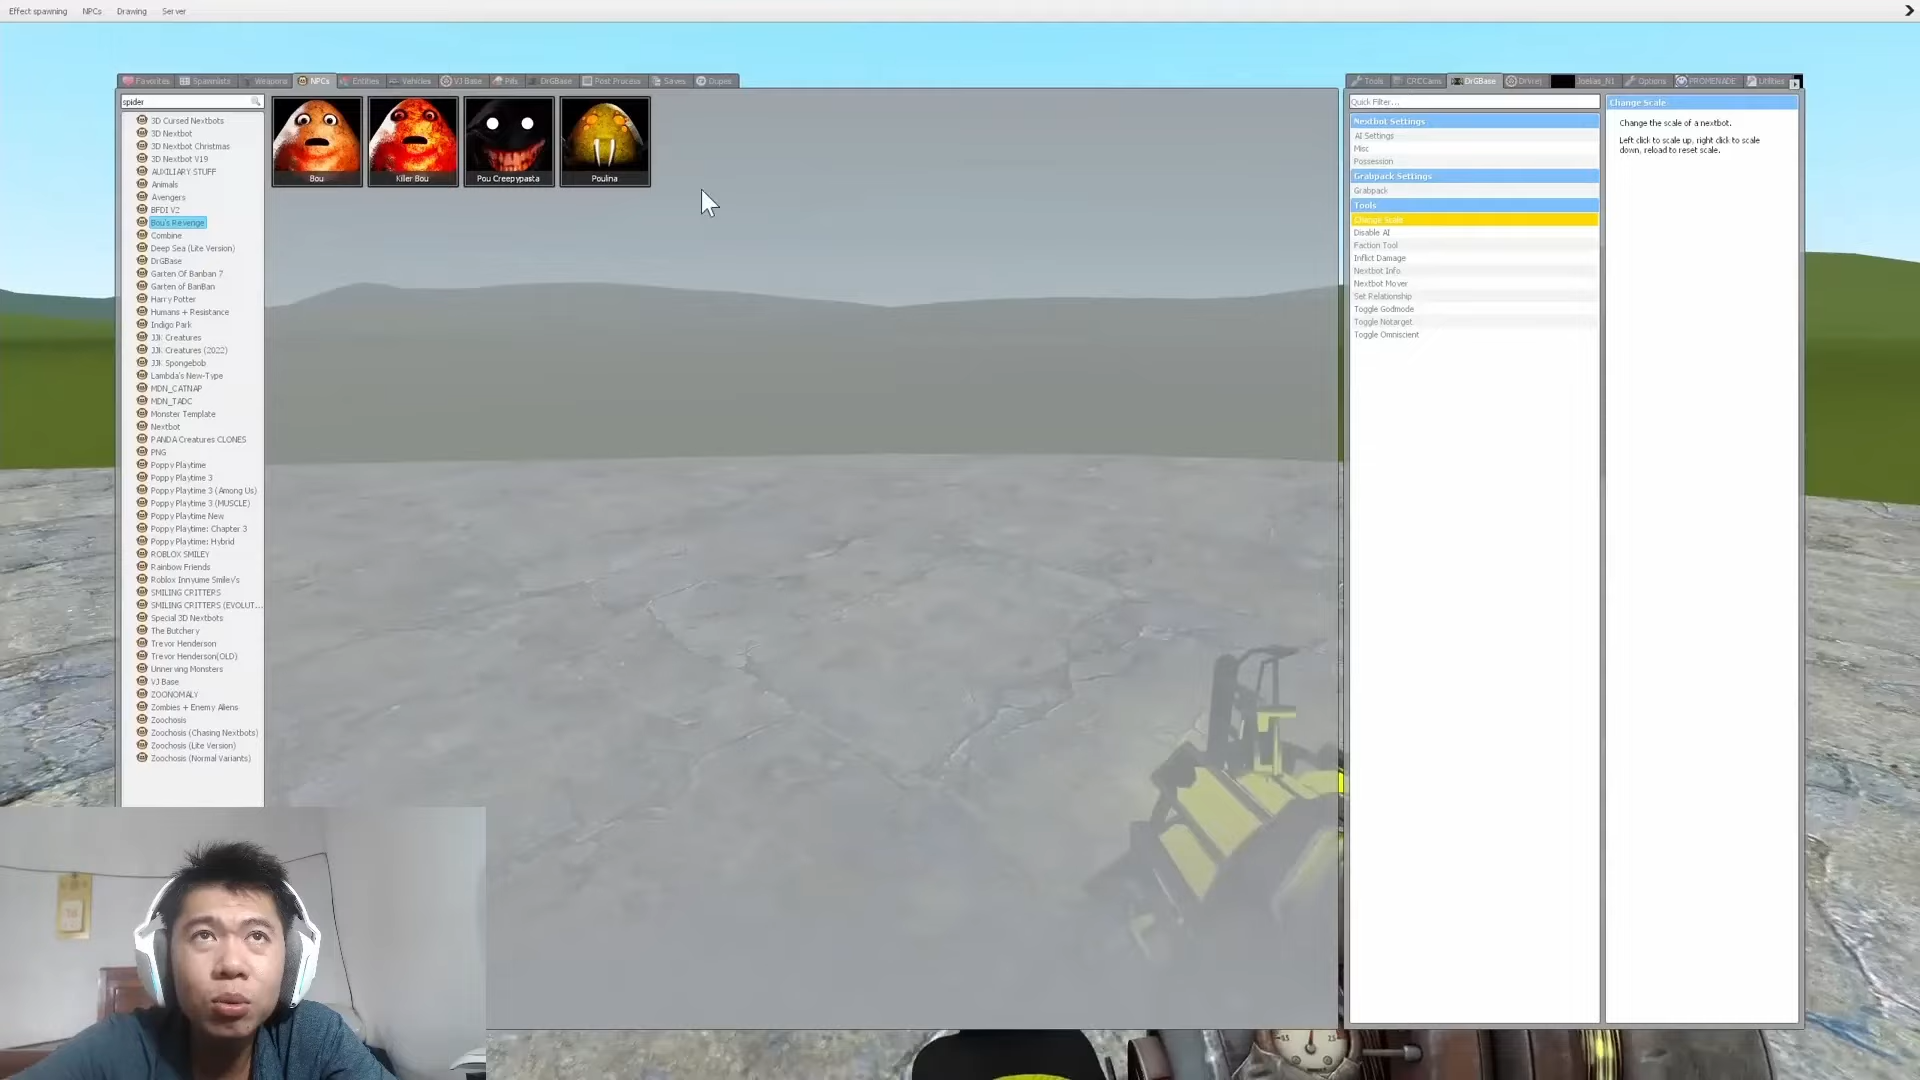 Effect spawning NPCs Drawing Server
Favorites Spawnlists Weapons NPCs Entities Vehicles VJ Base Pills DrGBase Post Process Saves Dupes
Tools CRCCams DrGBase DrVrej Options PROMENADE Utilities
spider
3D Cursed Nextbots
3D Nextbot
3D Nextbot Christmas
3D Nextbot V19
AUXILIARY STUFF
Animals
Avengers
BFDI V2
Bou's Revenge
Combine
Deep Sea (Lite Version)
DrGBase
Garten Of Banban 7
Garten of BanBan
Harry Potter
Humans + Resistance
Indigo Park
JJK Creatures
JJK Creatures (2022)
JJK Spongebob
Lambda's New-Type
MDN_CATNAP
MDN_TADC
Monster Template
Nextbot
PANDA Creatures CLONES
PNG
Poppy Playtime
Poppy Playtime 3
Poppy Playtime 3 (Among Us)
Poppy Playtime 3 (MUSCLE)
Poppy Playtime New
Poppy Playtime: Chapter 3
Poppy Playtime: Hybrid
ROBLOX SMILEY
Rainbow Friends
Roblox Innyume Smiley's
SMILING CRITTERS
SMILING CRITTERS (EVOLUT...
Special 3D Nextbots
The Butchery
Trevor Henderson
Trevor Henderson(OLD)
Unnerving Monsters
VJ Base
ZOONOMALY
Zombies + Enemy Aliens
Zoochosis
Zoochosis (Chasing Nextbots)
Zoochosis (Lite Version)
Zoochosis (Normal Variants)
Bou Killer Bou Pou Creepypasta Poulina
Quick Filter...
Nextbot Settings
AI Settings
Misc
Possession
Grabpack Settings
Grabpack
Tools
Change Scale
Disable AI
Faction Tool
Inflict Damage
Nextbot Info
Nextbot Mover
Set Relationship
Toggle Godmode
Toggle Notarget
Toggle Omniscient
Change Scale
Change the scale of a nextbot.
Left click to scale up, right click to scale
down, reload to reset scale.